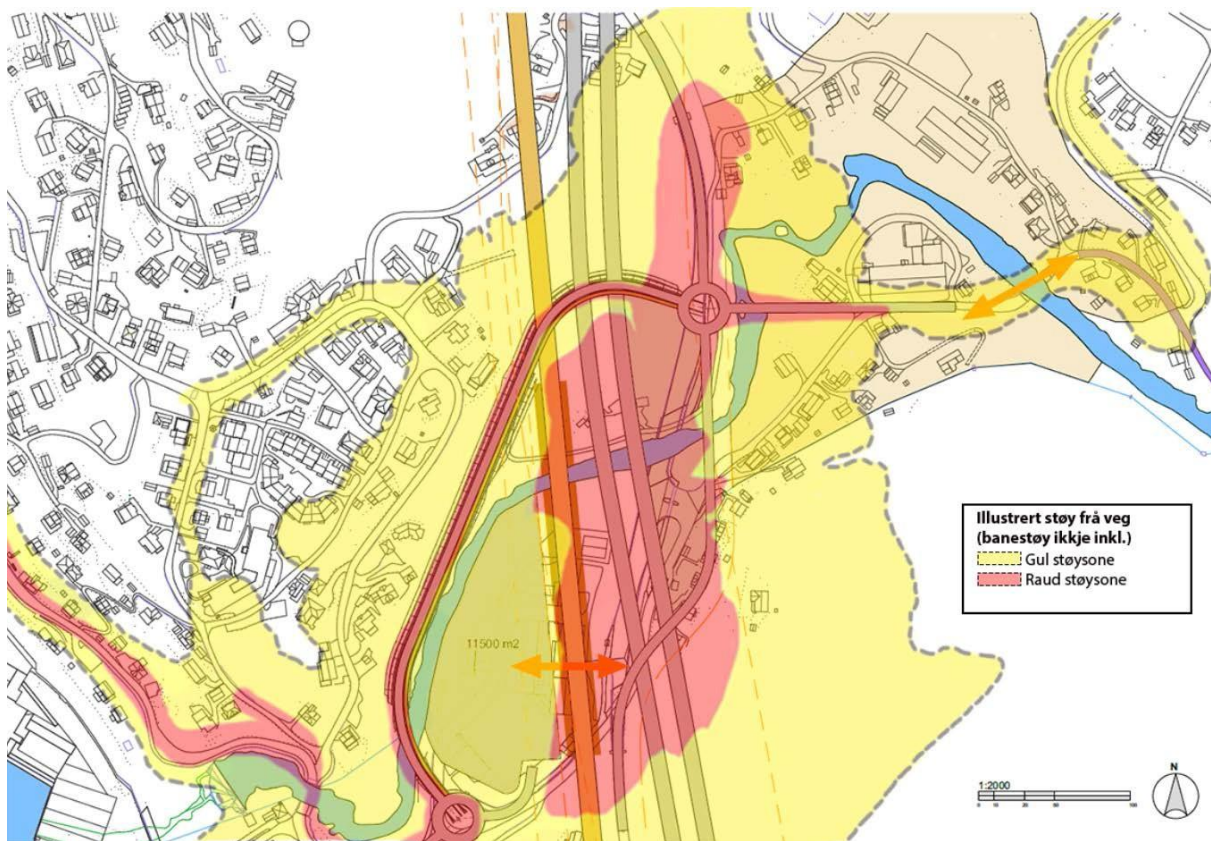 Illustrert støy frå veg
(banestøy ikkje inkl.)
Gul støysone
Raud støysone
11500 m2
1:2000
N